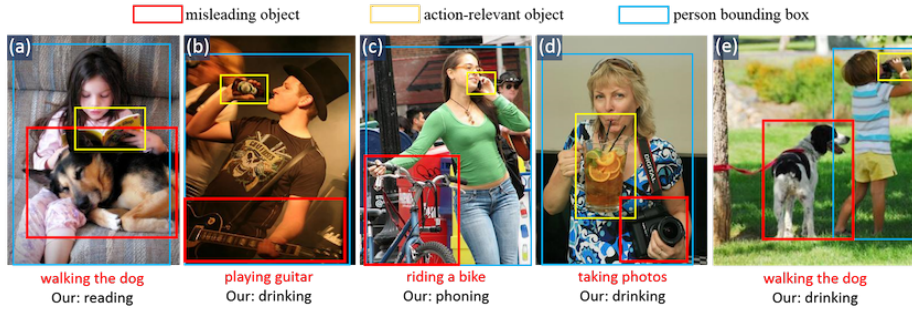 misleading object
action-relevant object
person bounding box
(a)
(b)
(c)
(d)
(e)
walking the dog
playing guitar
riding a bike
taking photos
walking the dog
Our: reading
Our: drinking
Our: phoning
Our: drinking
Our: drinking